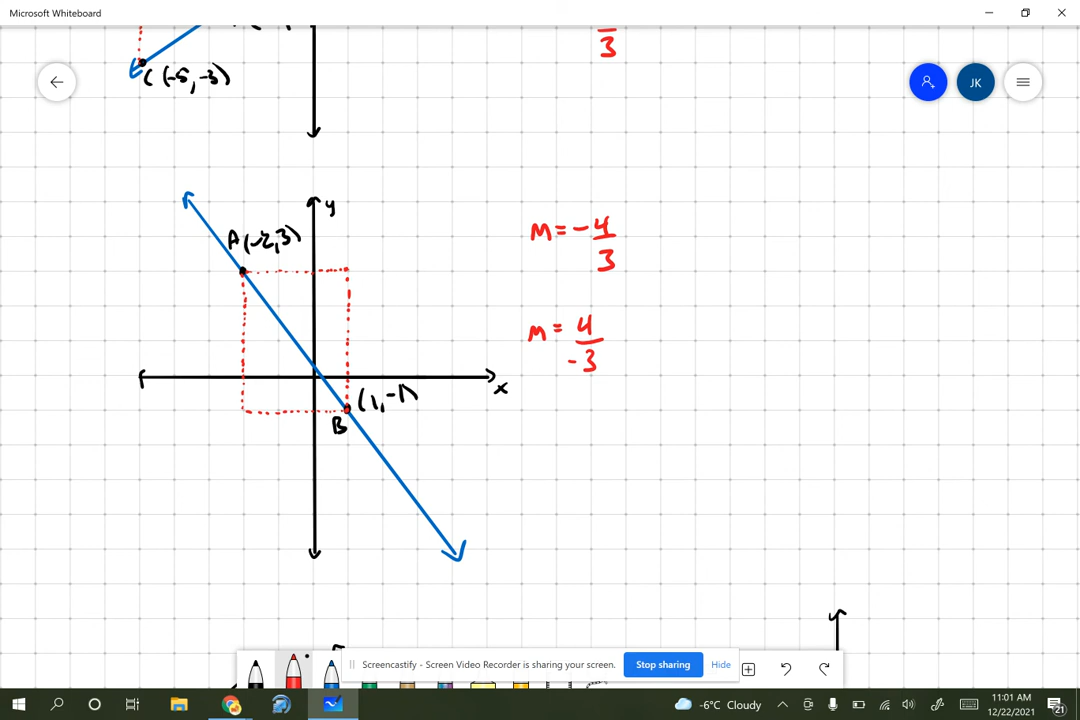 Microsoft Whiteboard
3
C (-5, -3)
JK
y
A (-2, 3)
M = - 4
3
M = 4
-3
x
(1, -1)
B
y
Screencastify - Screen Video Recorder is sharing your screen.
Stop sharing
Hide
-6°C Cloudy
11:01 AM
12/22/2021
21